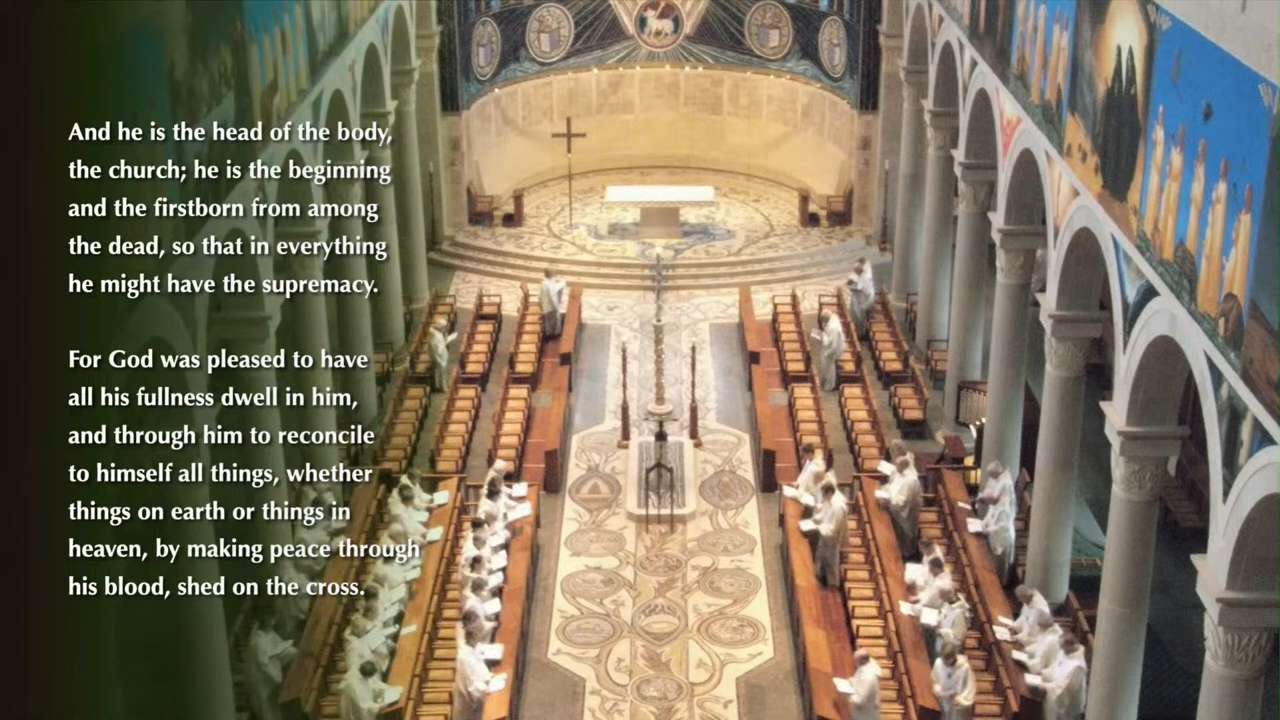 And he is the head of the body,
the church; he is the beginning
and the firstborn from among
the dead, so that in everything
he might have the supremacy.
For God was pleased to have
all his fullness dwell in him,
and through him to reconcile
to himself all things, whether
things on earth or things in
heaven, by making peace through
his blood, shed on the cross.